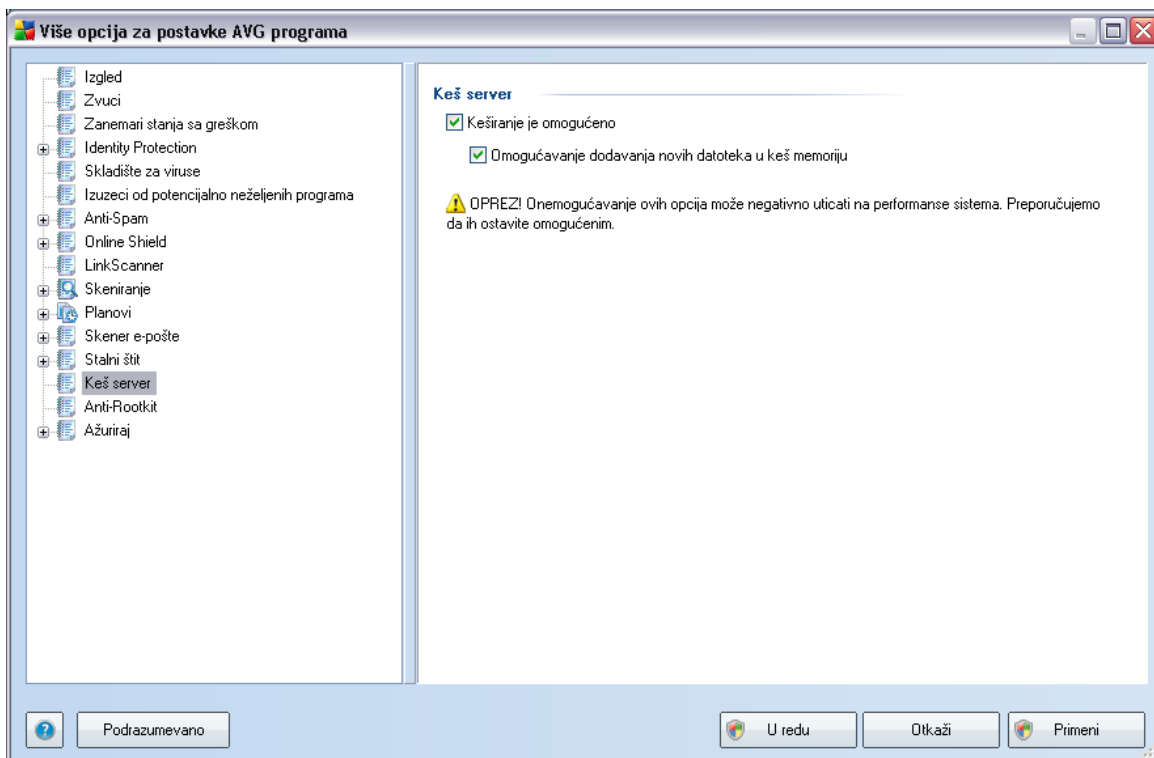 Više opcija za postavke AVG programa
Izgled
Zvuci
Zanemari stanja sa greškom
Identity Protection
Skladište za viruse
Izuzeci od potencijalno neželjenih programa
Anti-Spam
Online Shield
LinkScanner
Skeniranje
Planovi
Skener e-pošte
Stalni štit
Keš server
Anti-Rootkit
Ažuriraj
Keš server
Keširanje je omogućeno
Omogućavanje dodavanja novih datoteka u keš memoriju
OPREZ! Onemogućavanje ovih opcija može negativno uticati na performanse sistema. Preporučujemo
da ih ostavite omogućenim.
Podrazumevano
U redu
Otkaži
Primeni